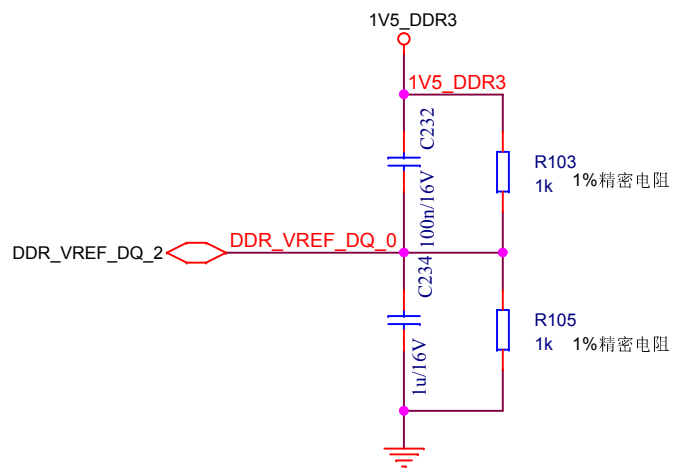 1V5_DDR3
1V5_DDR3
C232
100n/16V
R103
1k
1%精密电阻
DDR_VREF_DQ_2
DDR_VREF_DQ_0
C234
1u/16V
R105
1k
1%精密电阻